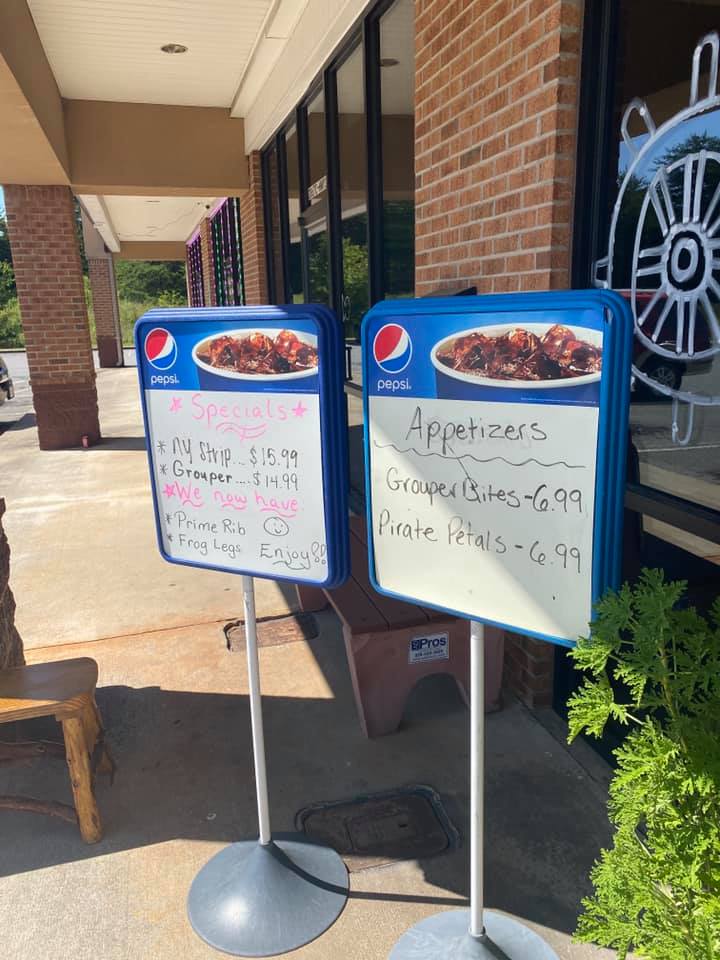 pepsi.
☆ Specials ☆
* NY Strip... $15.99
* Grouper.... $14.99
☆We now have
* Prime Rib ☺
* Frog Legs Enjoy!!
pepsi.
Appetizers
Grouper Bites - 6.99
Pirate Petals - 6.99
Pros